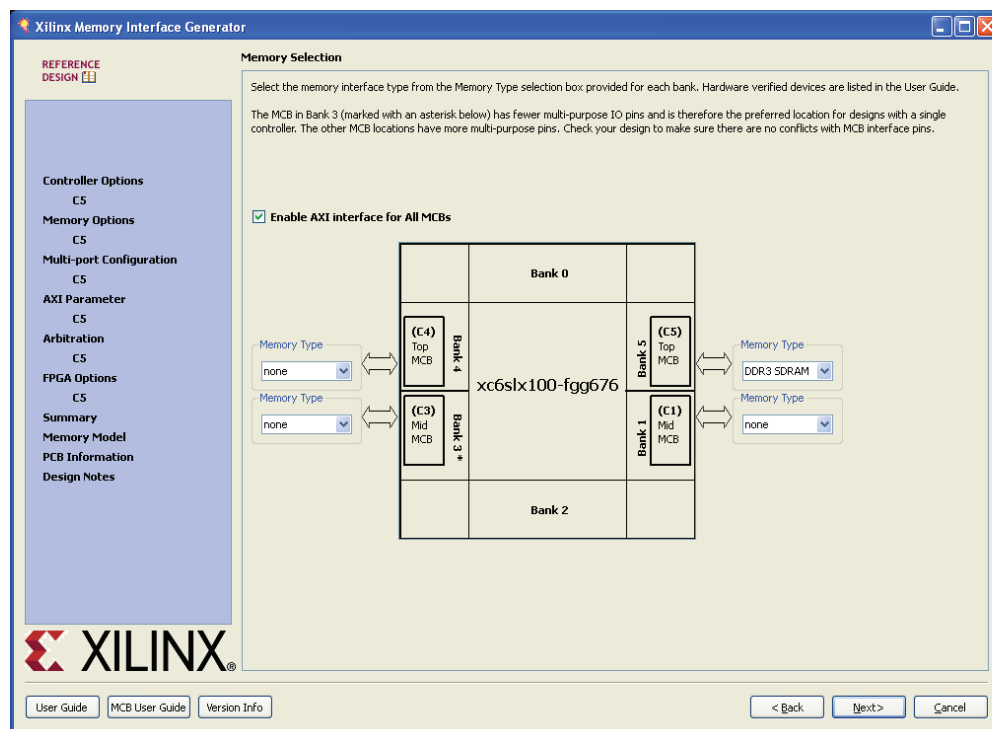 Xilinx Memory Interface Generator
REFERENCE
DESIGN
Controller Options
C5
Memory Options
C5
Multi-port Configuration
C5
AXI Parameter
C5
Arbitration
C5
FPGA Options
C5
Summary
Memory Model
PCB Information
Design Notes
XILINX®
Memory Selection
Select the memory interface type from the Memory Type selection box provided for each bank. Hardware verified devices are listed in the User Guide.
The MCB in Bank 3 (marked with an asterisk below) has fewer multi-purpose IO pins and is therefore the preferred location for designs with a single
controller. The other MCB locations have more multi-purpose pins. Check your design to make sure there are no conflicts with MCB interface pins.
Enable AXI interface for All MCBs
Bank 0
Memory Type
none
(C4)
Top
MCB
Bank 4
Memory Type
none
(C3)
Mid
MCB
Bank 3 *
xc6slx100-fgg676
Bank 5
(C5)
Top
MCB
Memory Type
DDR3 SDRAM
Bank 1
(C1)
Mid
MCB
Memory Type
none
Bank 2
User Guide
MCB User Guide
Version Info
< Back
Next>
Cancel